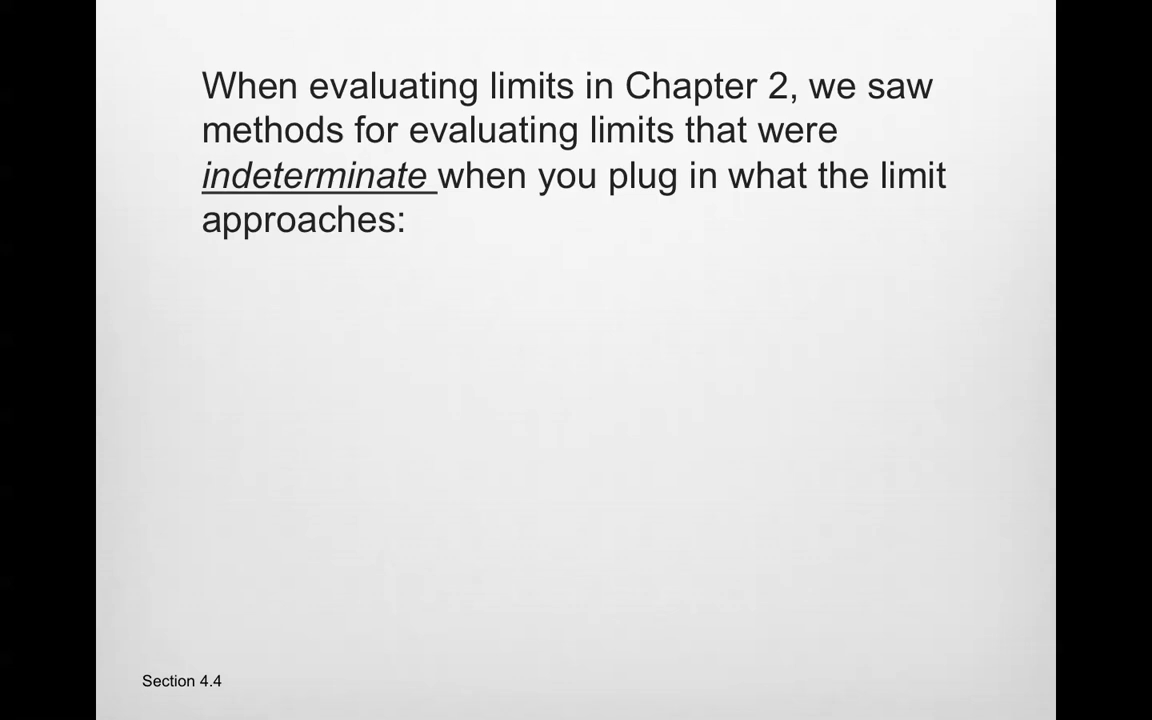 When evaluating limits in Chapter 2, we saw
methods for evaluating limits that were
indeterminate when you plug in what the limit
approaches:
Section 4.4